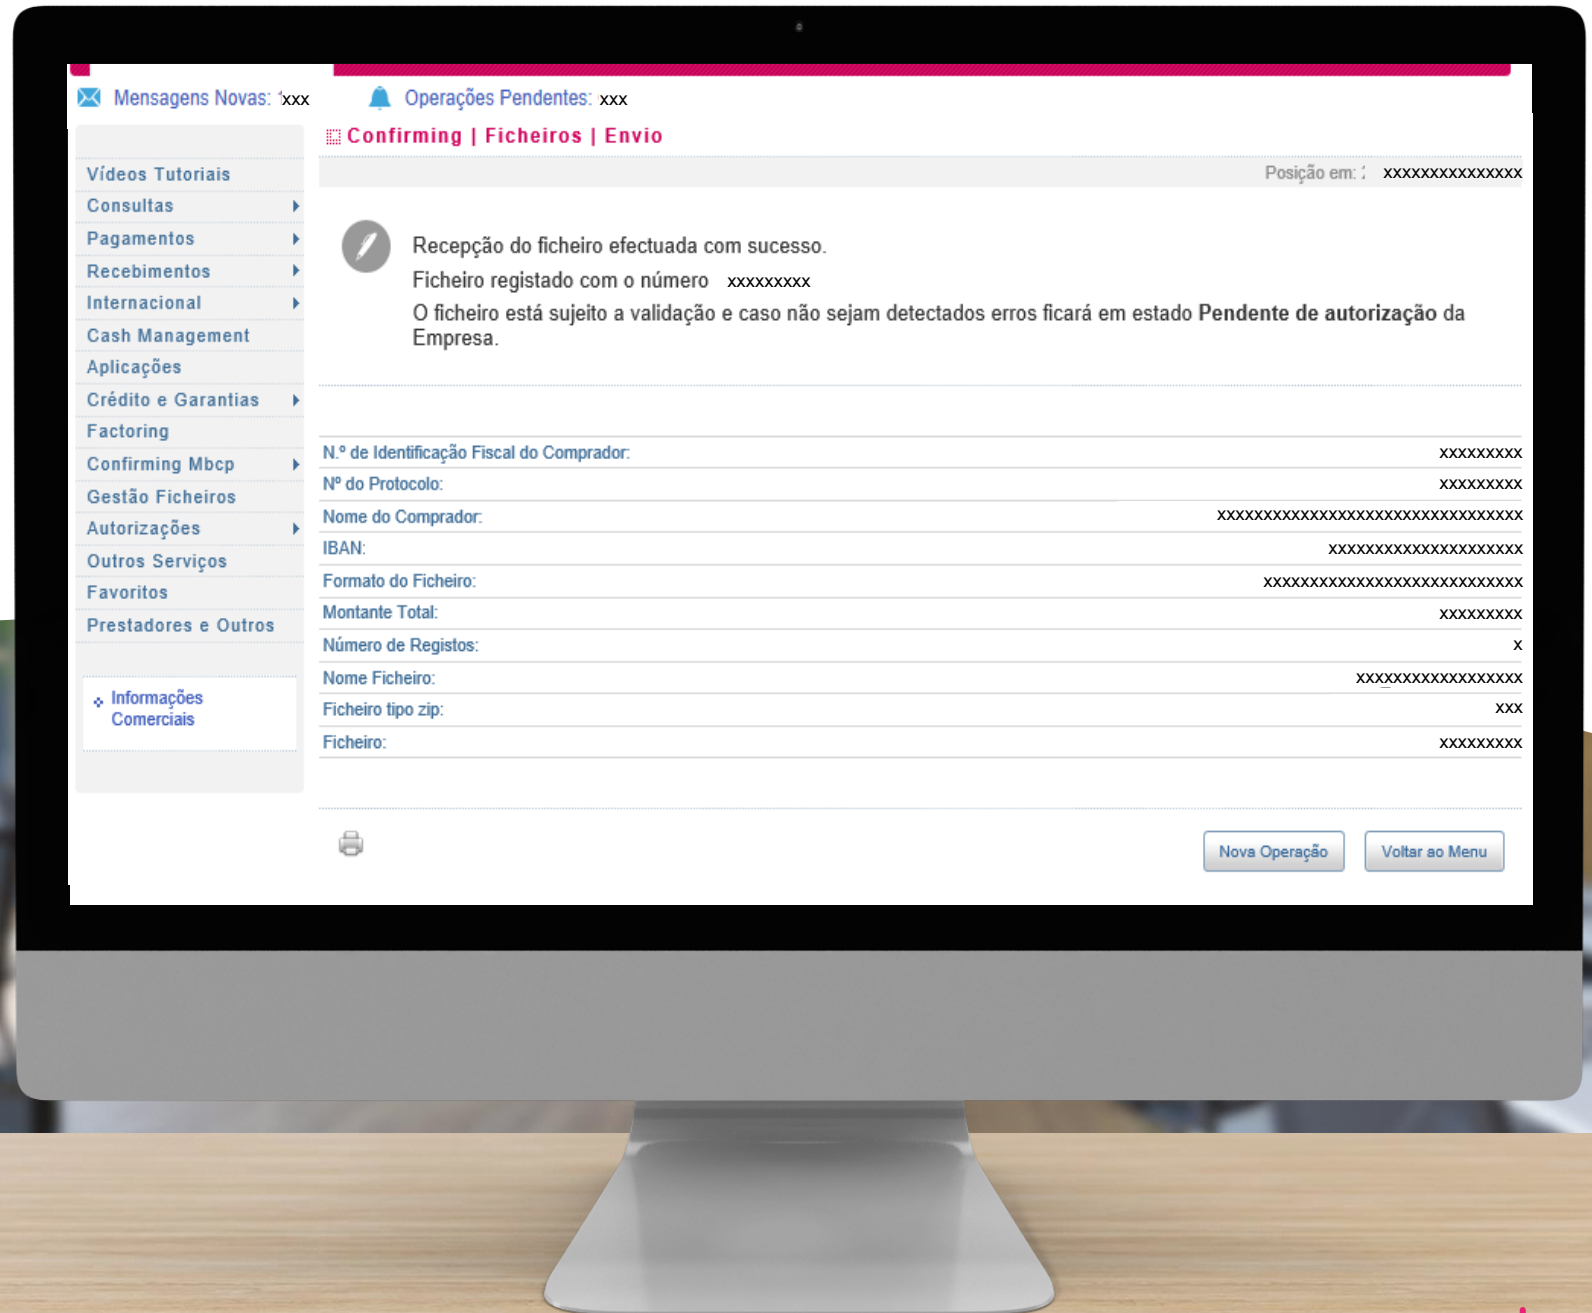 Mensagens Novas: xxx
Operações Pendentes: xxx
Confirming | Ficheiros | Envio
Posição em: xxxxxxxxxxxxxxx
Vídeos Tutoriais
Consultas
Pagamentos
Recebimentos
Internacional
Cash Management
Aplicações
Crédito e Garantias
Factoring
Confirming Mbcp
Gestão Ficheiros
Autorizações
Outros Serviços
Favoritos
Prestadores e Outros
Informações
Comerciais
Recepção do ficheiro efectuada com sucesso.
Ficheiro registado com o número xxxxxxxxx
O ficheiro está sujeito a validação e caso não sejam detectados erros ficará em estado Pendente de autorização da
Empresa.
N.º de Identificação Fiscal do Comprador: xxxxxxxxx
Nº do Protocolo: xxxxxxxxx
Nome do Comprador: xxxxxxxxxxxxxxxxxxxxxxxxxxxxxxxxx
IBAN: xxxxxxxxxxxxxxxxxxxxx
Formato do Ficheiro: xxxxxxxxxxxxxxxxxxxxxxxxxxxx
Montante Total: xxxxxxxxx
Número de Registos: x
Nome Ficheiro: xxxxxxxxxxxxxxxxxx
Ficheiro tipo zip: xxx
Ficheiro: xxxxxxxxx
Nova Operação
Voltar ao Menu